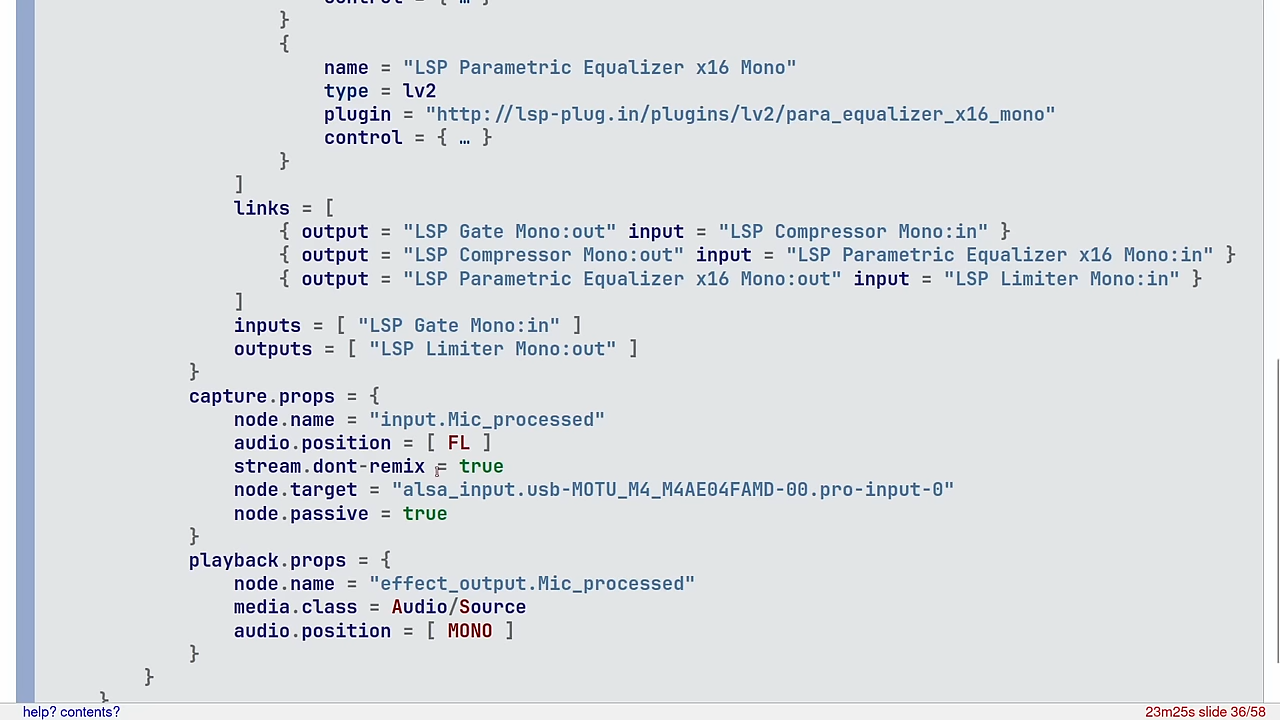 control = { … }
}
{
name = "LSP Parametric Equalizer x16 Mono"
type = lv2
plugin = "http://lsp-plug.in/plugins/lv2/para_equalizer_x16_mono"
control = { … }
}
]
links = [
{ output = "LSP Gate Mono:out" input = "LSP Compressor Mono:in" }
{ output = "LSP Compressor Mono:out" input = "LSP Parametric Equalizer x16 Mono:in" }
{ output = "LSP Parametric Equalizer x16 Mono:out" input = "LSP Limiter Mono:in" }
]
inputs = [ "LSP Gate Mono:in" ]
outputs = [ "LSP Limiter Mono:out" ]
}
capture.props = {
node.name = "input.Mic_processed"
audio.position = [ FL ]
stream.dont-remix = true
node.target = "alsa_input.usb-MOTU_M4_M4AE04FAMD-00.pro-input-0"
node.passive = true
}
playback.props = {
node.name = "effect_output.Mic_processed"
media.class = Audio/Source
audio.position = [ MONO ]
}
}
}
help? contents?
23m25s slide 36/58